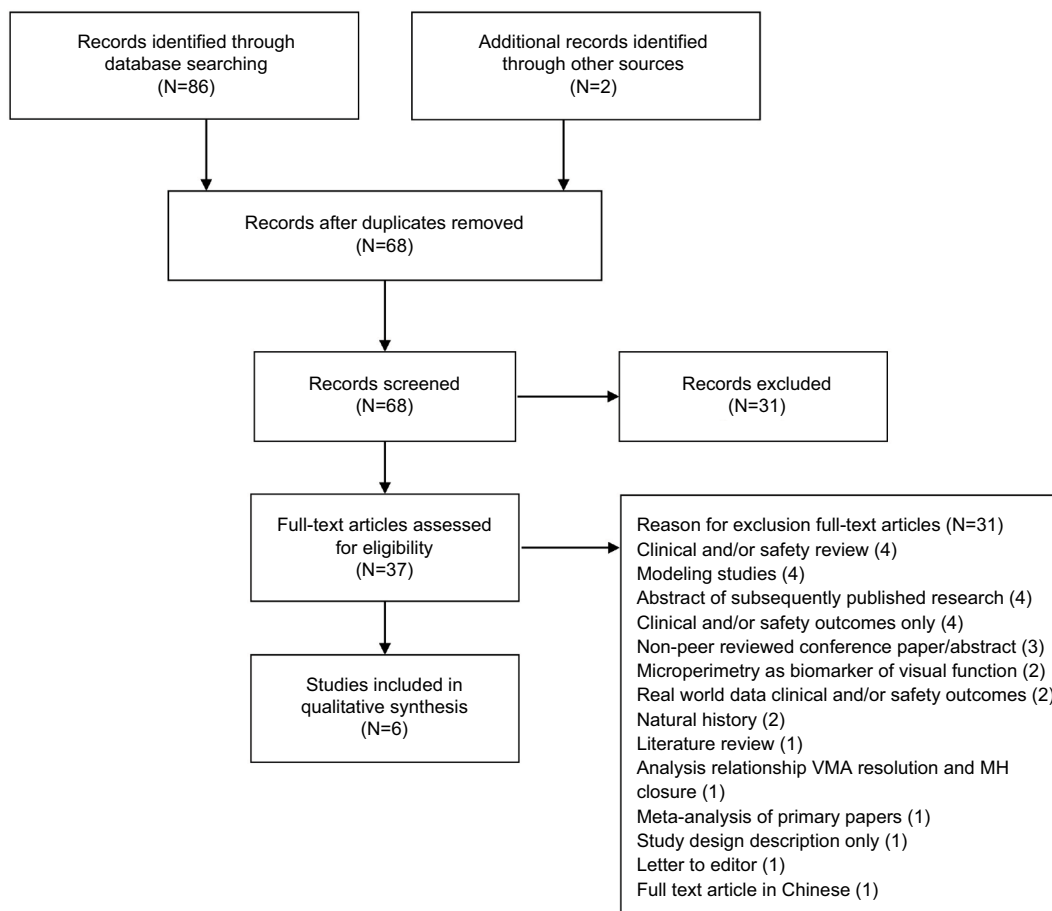 Records identified through
database searching
(N=86)
Additional records identified
through other sources
(N=2)
Records after duplicates removed
(N=68)
Records screened
(N=68)
Records excluded
(N=31)
Full-text articles assessed
for eligibility
(N=37)
Reason for exclusion full-text articles (N=31)
Clinical and/or safety review (4)
Modeling studies (4)
Abstract of subsequently published research (4)
Clinical and/or safety outcomes only (4)
Non-peer reviewed conference paper/abstract (3)
Microperimetry as biomarker of visual function (2)
Real world data clinical and/or safety outcomes (2)
Natural history (2)
Literature review (1)
Analysis relationship VMA resolution and MH
closure (1)
Meta-analysis of primary papers (1)
Study design description only (1)
Letter to editor (1)
Full text article in Chinese (1)
Studies included in
qualitative synthesis
(N=6)